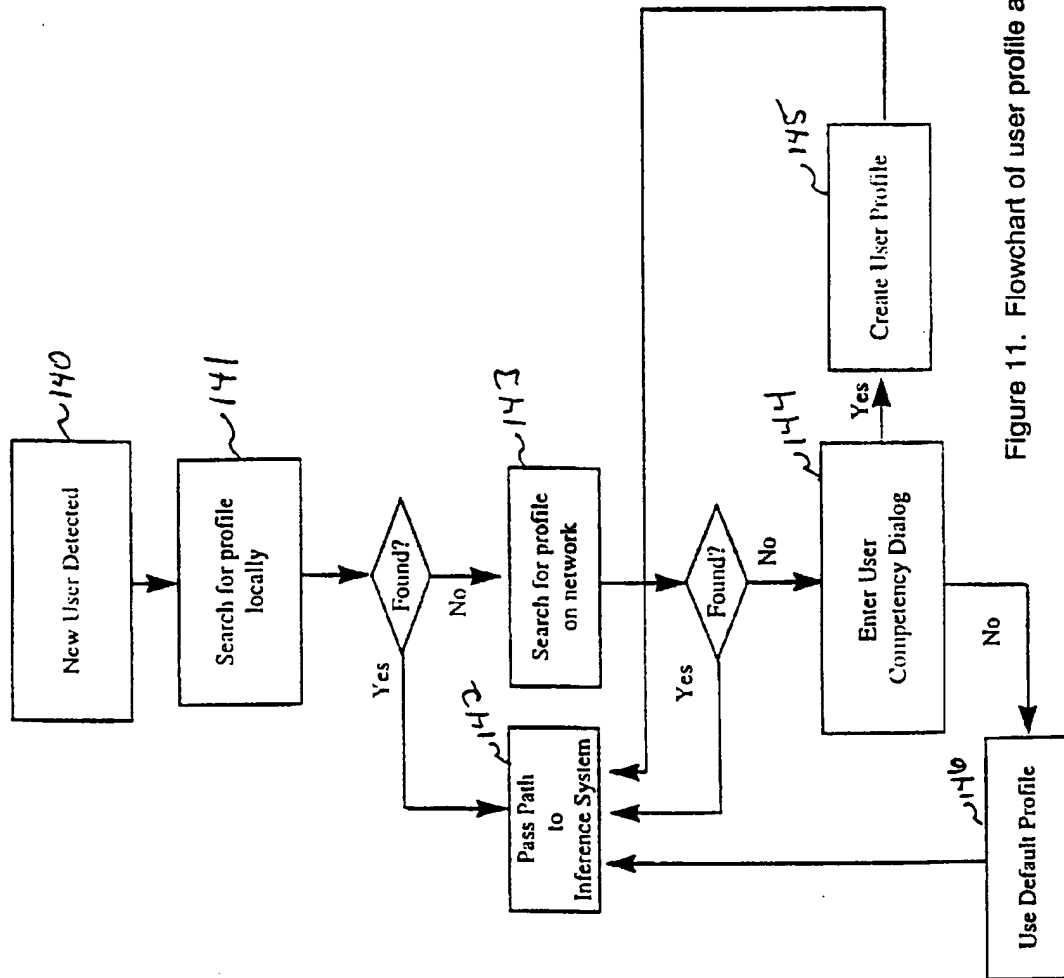 140
New User Detected
141
Search for profile
locally
Found?
Yes
No
143
Search for profile
on network
142
Pass Path
to
Inference System
Found?
Yes
No
144
Enter User
Competency Dialog
Yes
No
145
Create User Profile
146
Use Default Profile
Figure 11. Flowchart of user profile a